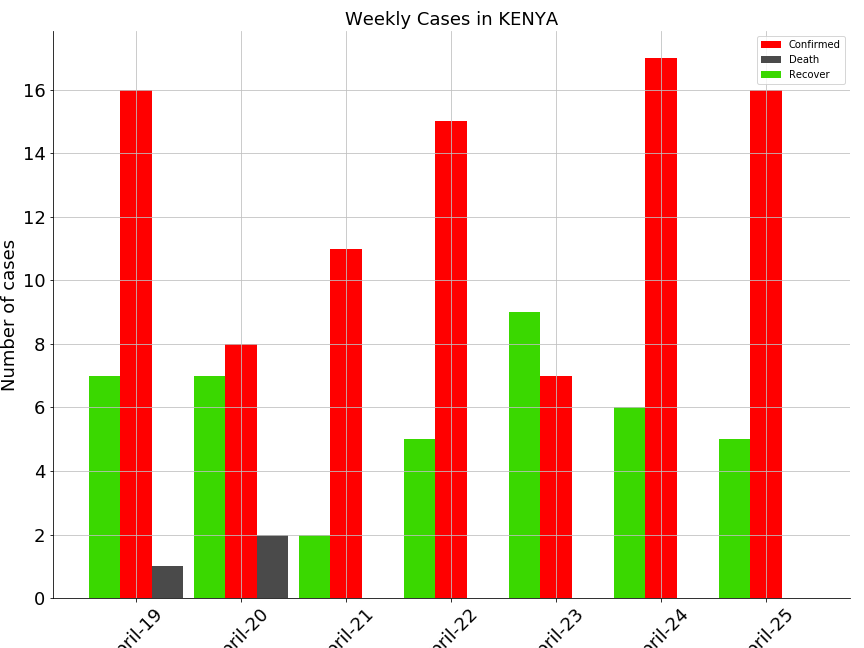 Weekly Cases in KENYA
Confirmed
Death
Recover
Number of cases
16
14
12
10
8
6
4
2
0
pril-19
pril-20
pril-21
pril-22
pril-23
pril-24
pril-25